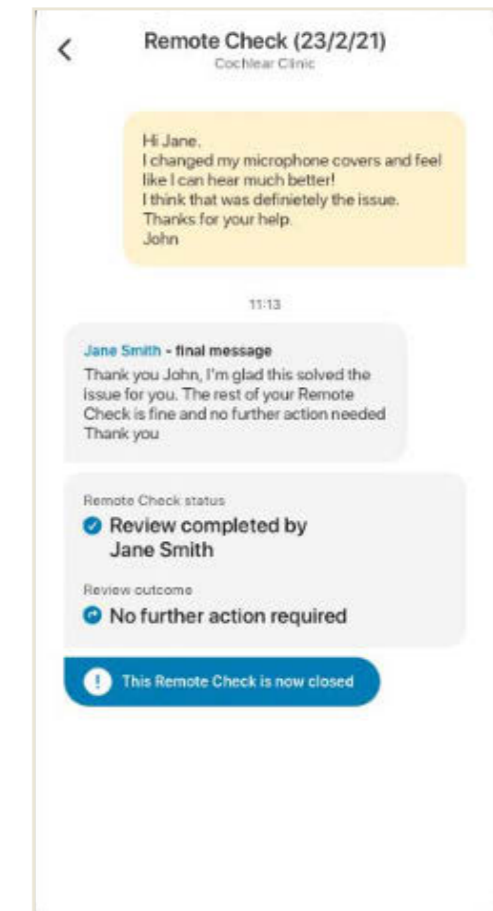 Remote Check (23/2/21)
Cochlear Clinic
Hi Jane.
I changed my microphone covers and feel
like I can hear much better!
I think that was definietely the issue.
Thanks for your help.
John
11:13
Jane Smith - final message
Thank you John, I'm glad this solved the
issue for you. The rest of your Remote
Check is fine and no further action needed
Thank you
Remote Check status
Review completed by
Jane Smith
Review outcome
No further action required
This Remote Check is now closed